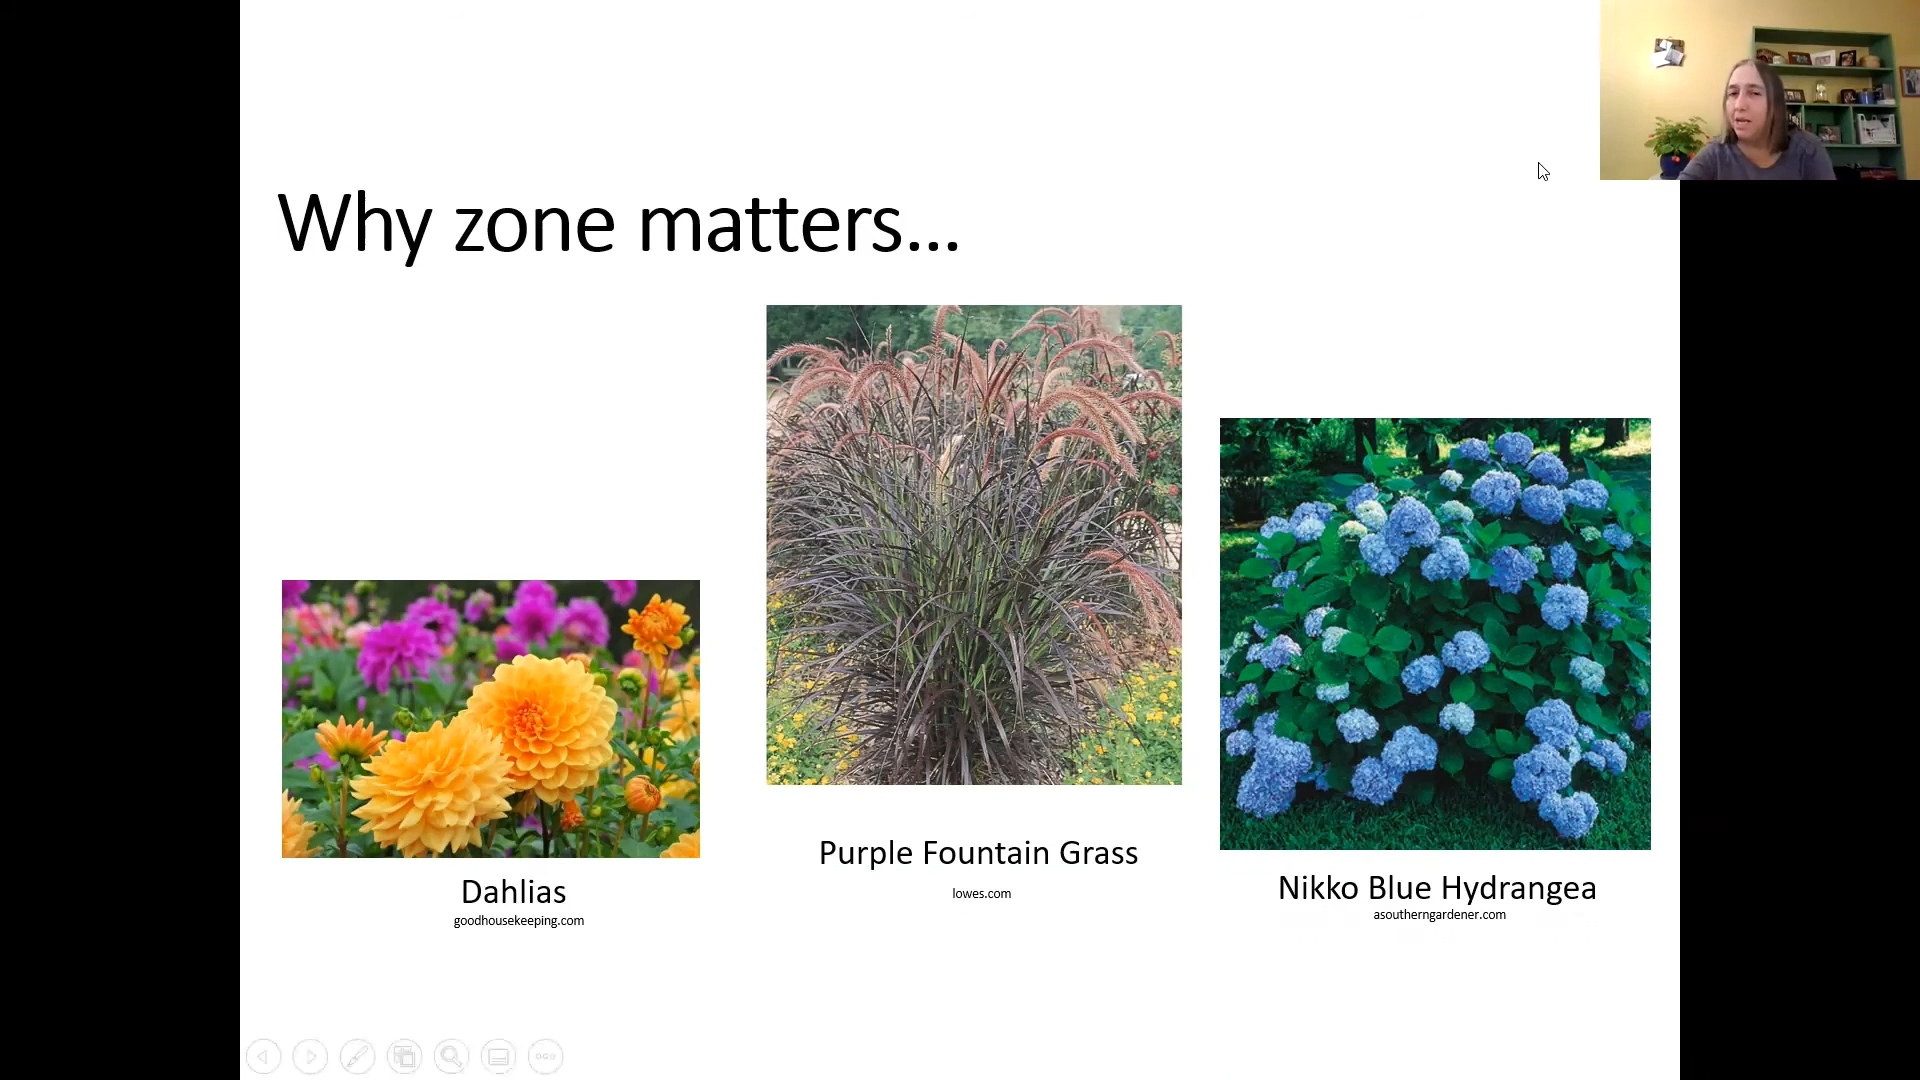 Why zone matters...
Dahlias
goodhousekeeping.com
Purple Fountain Grass
lowes.com
Nikko Blue Hydrangea
asoutherngardener.com